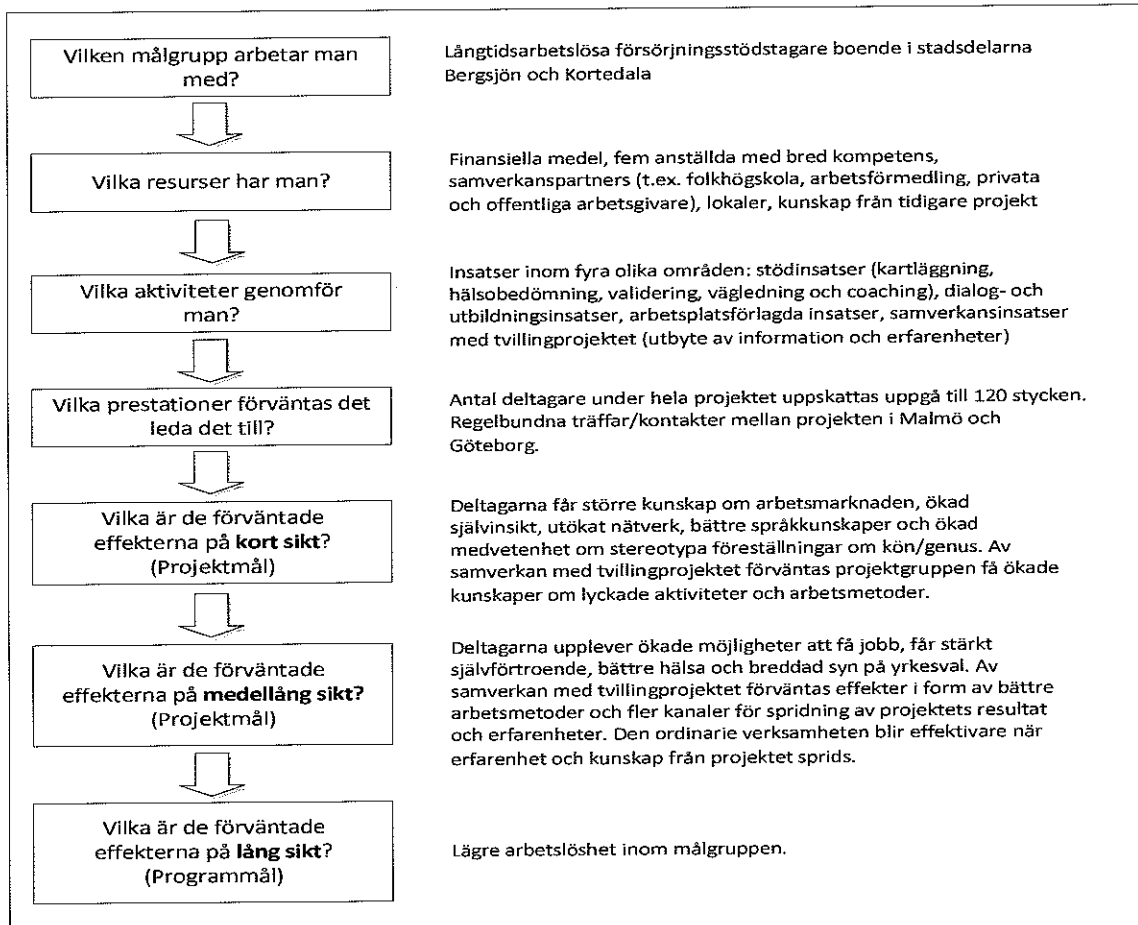 Vilken målgrupp arbetar man
med?
Långtidsarbetslösa försörjningsstödstagare boende i stadsdelarna
Bergsjön och Kortedala
Vilka resurser har man?
Finansiella medel, fem anställda med bred kompetens,
samverkanspartners (t.ex. folkhögskola, arbetsförmedling, privata
och offentliga arbetsgivare), lokaler, kunskap från tidigare projekt
Vilka aktiviteter genomför
man?
Insatser inom fyra olika områden: stödinsatser (kartläggning,
hälsobedömning, validering, vägledning och coaching), dialog- och
utbildningsinsatser, arbetsplatsförlagda insatser, samverkansinsatser
med tvillingprojektet (utbyte av information och erfarenheter)
Vilka prestationer förväntas det
leda det till?
Antal deltagare under hela projektet uppskattas uppgå till 120 stycken.
Regelbundna träffar/kontakter mellan projekten i Malmö och
Göteborg.
Vilka är de förväntade
effekterna på kort sikt?
(Projektmål)
Deltagarna får större kunskap om arbetsmarknaden, ökad
självinsikt, utökat nätverk, bättre språkkunskaper och ökad
medvetenhet om stereotypa föreställningar om kön/genus. Av
samverkan med tvillingprojektet förväntas projektgruppen få ökade
kunskaper om lyckade aktiviteter och arbetsmetoder.
Vilka är de förväntade
effekterna på medellång sikt?
(Projektmål)
Deltagarna upplever ökade möjligheter att få jobb, får stärkt
självförtroende, bättre hälsa och breddad syn på yrkesval. Av
samverkan med tvillingprojektet förväntas effekter i form av bättre
arbetsmetoder och fler kanaler för spridning av projektets resultat
och erfarenheter. Den ordinarie verksamheten blir effektivare när
erfarenhet och kunskap från projektet sprids.
Vilka är de förväntade
effekterna på lång sikt?
(Programmål)
Lägre arbetslöshet inom målgruppen.